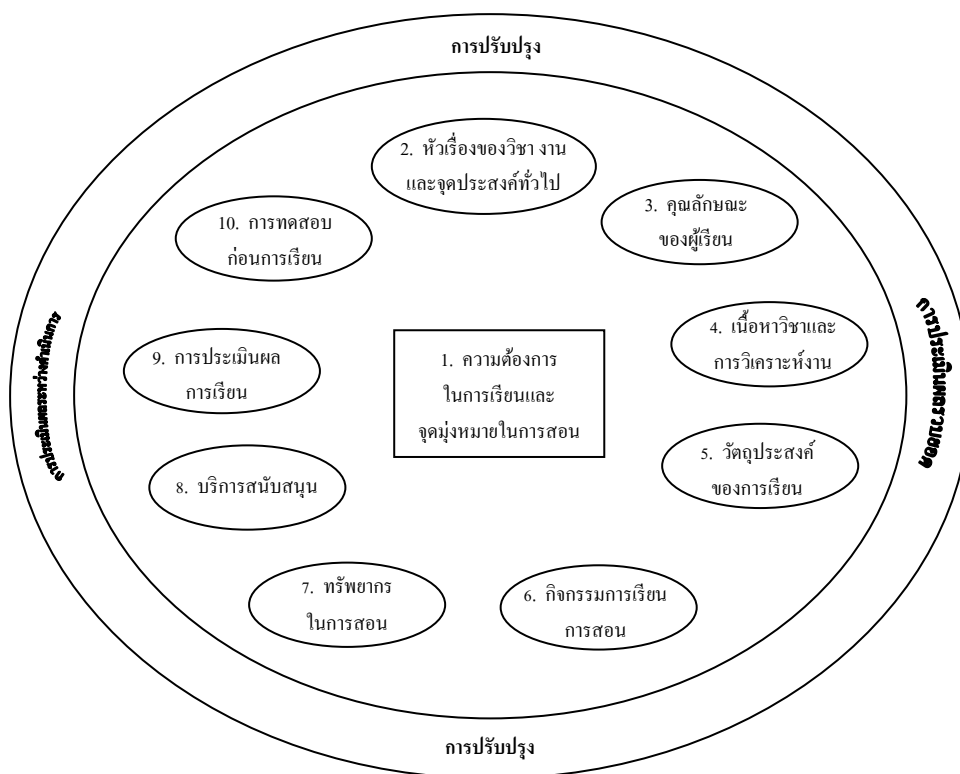 การปรับปรุง
2. หัวเรื่องของวิชา งาน
และจุดประสงค์ทั่วไป
3. คุณลักษณะ
ของผู้เรียน
10. การทดสอบ
ก่อนการเรียน
4. เนื้อหาวิชาและ
การวิเคราะห์งาน
9. การประเมินผล
การเรียน
1. ความต้องการ
ในการเรียนและ
จุดมุ่งหมายในการสอน
5. วัตถุประสงค์
ของการเรียน
8. บริการสนับสนุน
7. ทรัพยากร
ในการสอน
6. กิจกรรมการเรียน
การสอน
การประเมินผลระหว่างดำเนินการ
การประเมินผลรวบยอด
การปรับปรุง